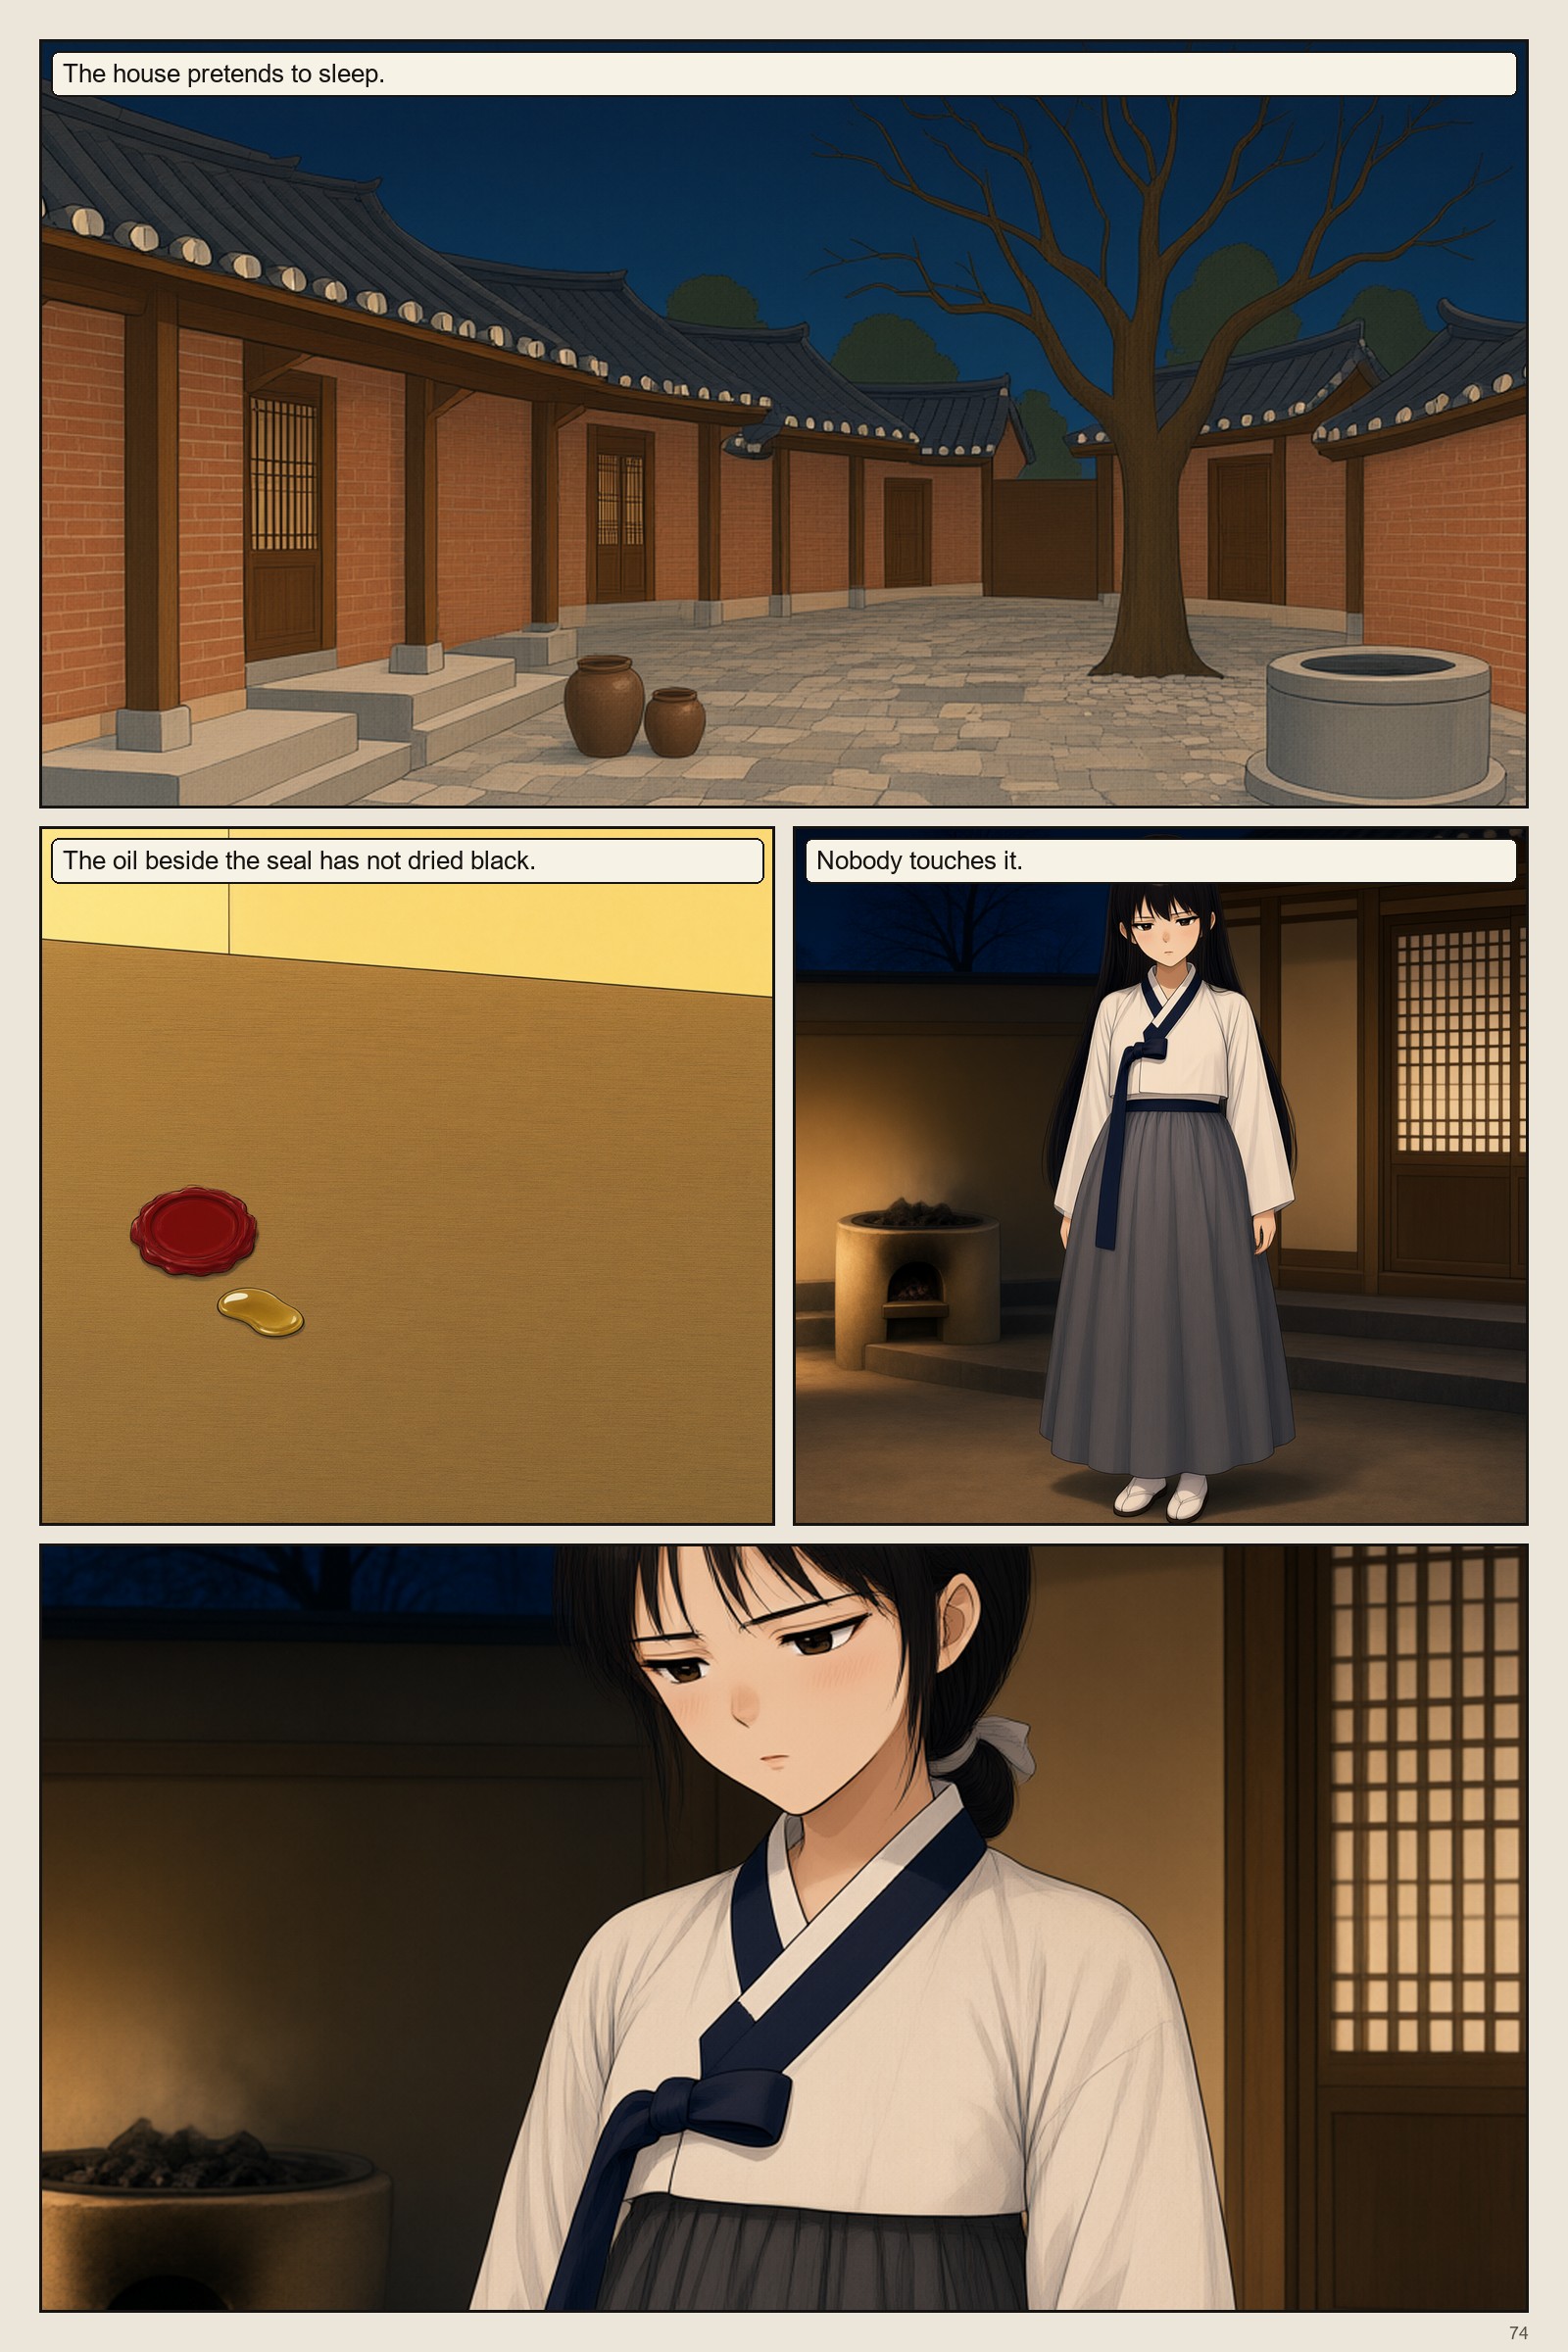 The house pretends to sleep.
The oil beside the seal has not dried black.
Nobody touches it.
74